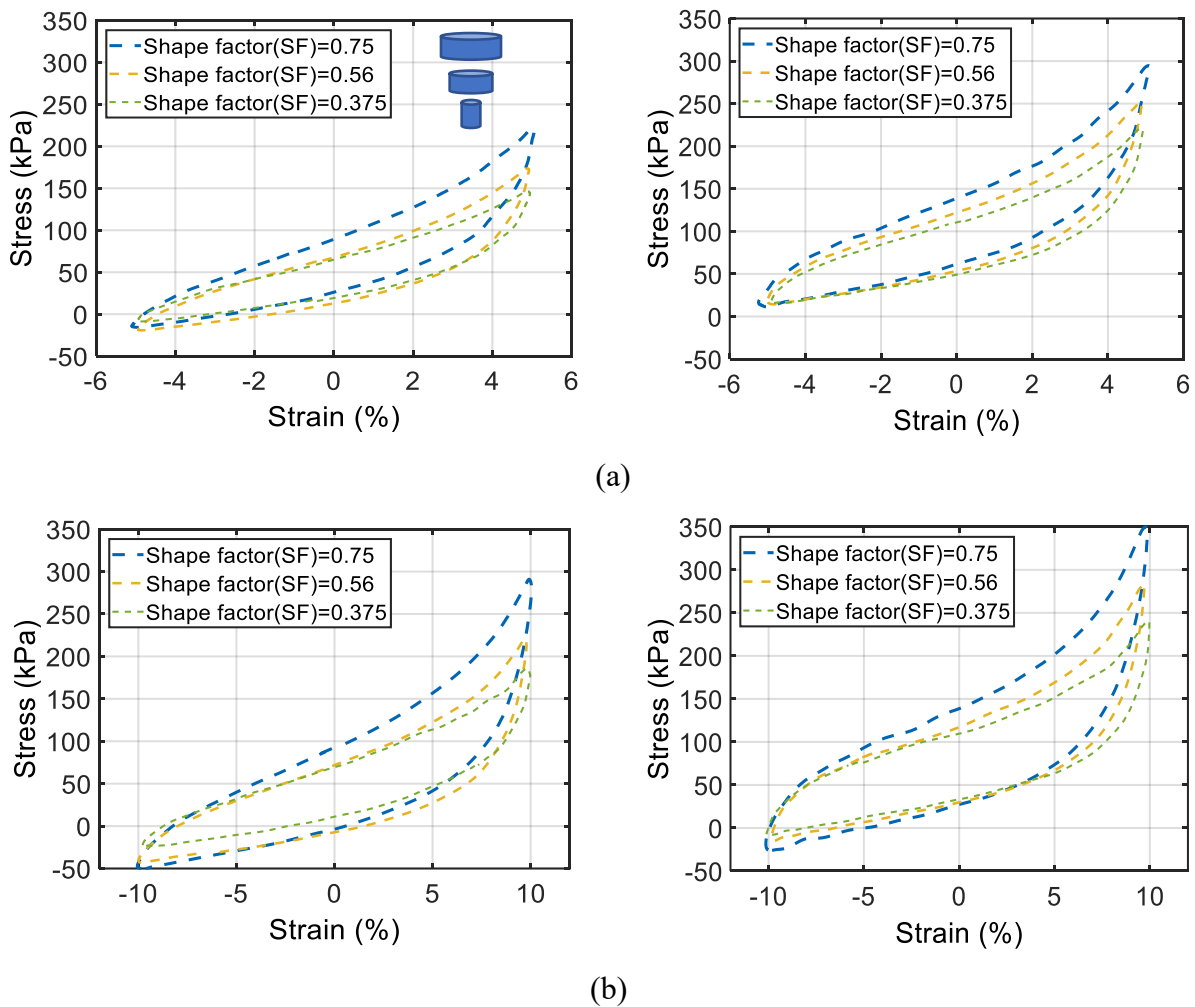 350
300
250
200
150
100
50
0
-50
Stress (kPa)
Shape factor(SF)=0.75
Shape factor(SF)=0.56
Shape factor(SF)=0.375
-6 -4 -2 0 2 4 6
Strain (%)
350
300
250
200
150
100
50
0
-50
Stress (kPa)
Shape factor(SF)=0.75
Shape factor(SF)=0.56
Shape factor(SF)=0.375
-6 -4 -2 0 2 4 6
Strain (%)
(a)
350
300
250
200
150
100
50
0
-50
Stress (kPa)
Shape factor(SF)=0.75
Shape factor(SF)=0.56
Shape factor(SF)=0.375
-10 -5 0 5 10
Strain (%)
350
300
250
200
150
100
50
0
-50
Stress (kPa)
Shape factor(SF)=0.75
Shape factor(SF)=0.56
Shape factor(SF)=0.375
-10 -5 0 5 10
Strain (%)
(b)